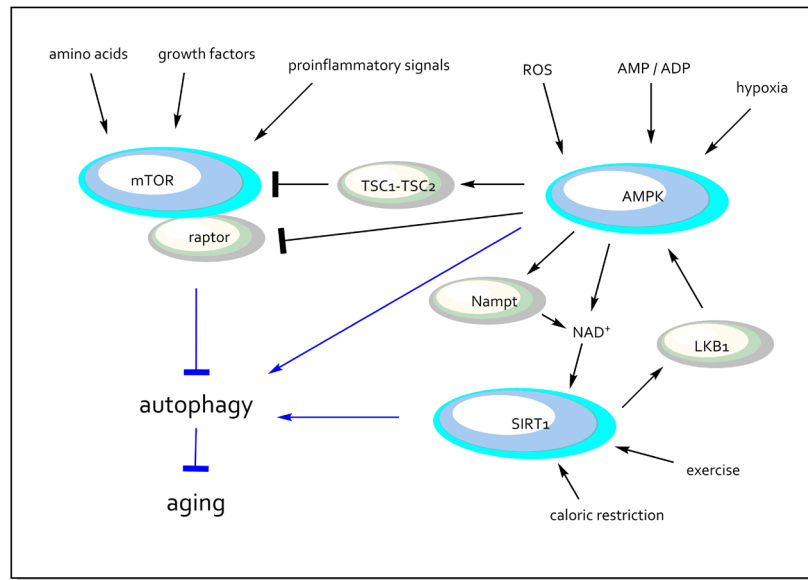 amino acids
growth factors
proinflammatory signals
ROS
AMP / ADP
hypoxia
mTOR
TSC1-TSC2
AMPK
raptor
Nampt
NAD⁺
LKB1
autophagy
SIRT1
exercise
aging
caloric restriction